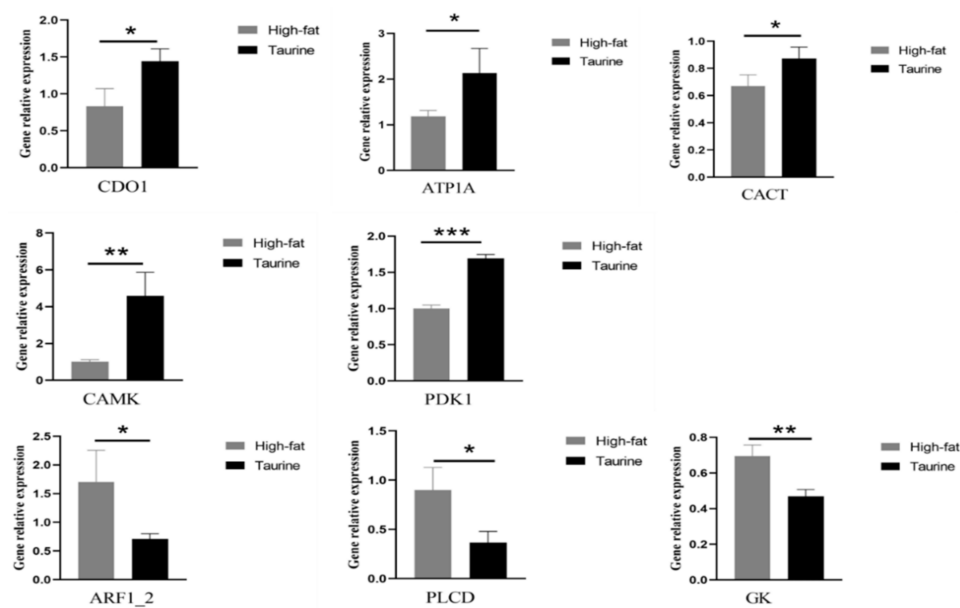 Gene relative expression
2.0
1.5
1.0
0.5
0.0
*
CDO1
High-fat
Taurine
Gene relative expression
3
2
1
0
*
ATP1A
High-fat
Taurine
Gene relative expression
1.0
0.8
0.6
0.4
0.2
0.0
*
CACT
High-fat
Taurine
Gene relative expression
8
6
4
2
0
**
CAMK
High-fat
Taurine
Gene relative expression
2.0
1.5
1.0
0.5
0.0
***
PDK1
High-fat
Taurine
Gene relative expression
2.5
2.0
1.5
1.0
0.5
0.0
*
ARF1_2
High-fat
Taurine
Gene relative expression
1.5
1.0
0.5
0.0
*
PLCD
High-fat
Taurine
Gene relative expression
0.8
0.6
0.4
0.2
0.0
**
GK
High-fat
Taurine